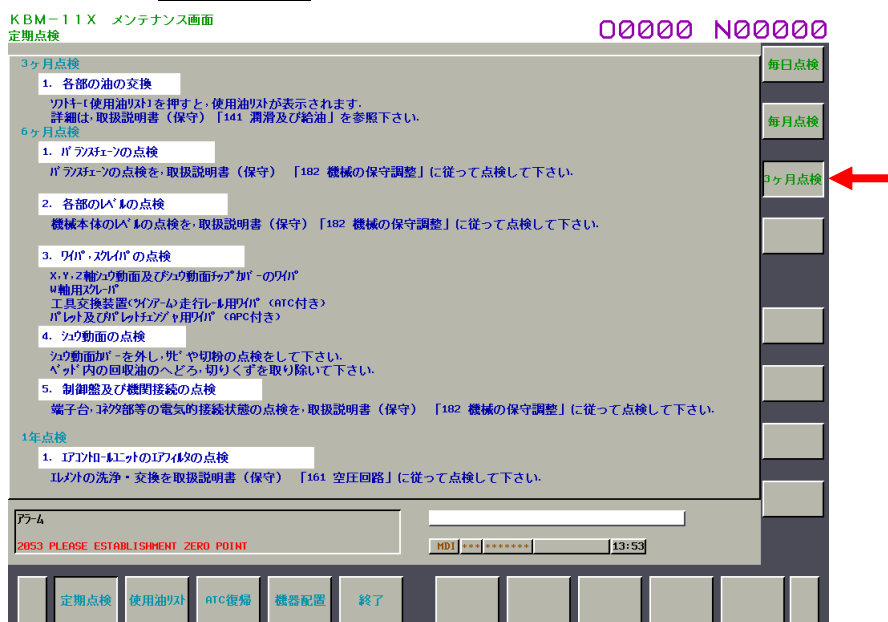 KBM-11X メンテナンス画面
定期点検
O0000 N00000
3ヶ月点検
1. 各部の油の交換
ソフトキー[使用油リスト]を押すと,使用油リストが表示されます.
詳細は,取扱説明書(保守)「141 潤滑及び給油」を参照下さい.
6ヶ月点検
1. バランスチェーンの点検
バランスチェーンの点検を,取扱説明書(保守) 「182 機械の保守調整」に従って点検して下さい.
2. 各部のレベルの点検
機械本体のレベルの点検を,取扱説明書(保守)「182 機械の保守調整」に従って点検して下さい.
3. ワイパ,スクレイパの点検
X,Y,Z軸シュウ動面及びシュウ動面チップカバーのワイパ
W軸用スクレーパ
工具交換装置(ツインアーム)走行レール用ワイパ (ATC付き)
パレット及びパレットチェンジャ用ワイパ (APC付き)
4. シュウ動面の点検
シュウ動面カバーを外し,サビや切粉の点検をして下さい.
ベッド内の回収油のへどろ,切りくずを取り除いて下さい.
5. 制御盤及び機関接続の点検
端子台,コネクタ部等の電気的接続状態の点検を,取扱説明書(保守) 「182 機械の保守調整」に従って点検して下さい.
1年点検
1. エアコントロールユニットのエアフィルタの点検
エレメントの洗浄・交換を取扱説明書(保守) 「161 空圧回路」に従って点検して下さい.
毎日点検
毎月点検
3ヶ月点検
アラーム
2053 PLEASE ESTABLISHMENT ZERO POINT
MDI *** ******* 13:53
定期点検 使用油リスト ATC復帰 機器配置 終了